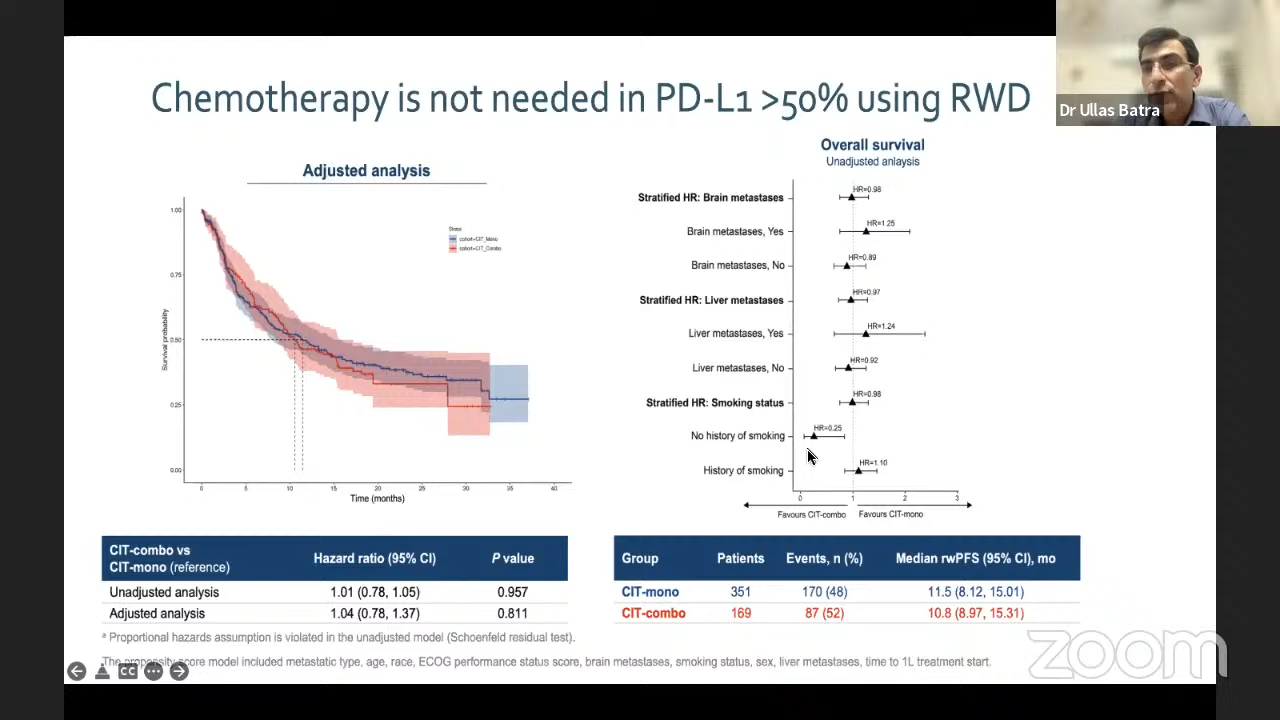 Chemotherapy is not needed in PD-L1 >50% using RWD
Dr Ullas Batra
Adjusted analysis
Strata
cohort=CIT_Mono
cohort=CIT_Combo
Survival probability
1.00
0.75
0.50
0.25
0.00
0 5 10 15 20 25 30 35 40
Time (months)
Overall survival
Unadjusted anlaysis
Stratified HR: Brain metastases HR=0.98
Brain metastases, Yes HR=1.25
Brain metastases, No HR=0.89
Stratified HR: Liver metastases HR=0.97
Liver metastases, Yes HR=1.24
Liver metastases, No HR=0.92
Stratified HR: Smoking status HR=0.98
No history of smoking HR=0.25
History of smoking HR=1.10
0 1 2 3
Favours CIT-combo Favours CIT-mono
CIT-combo vs
CIT-mono (reference) Hazard ratio (95% CI) P value
Unadjusted analysis 1.01 (0.78, 1.05) 0.957
Adjusted analysis 1.04 (0.78, 1.37) 0.811
Group Patients Events, n (%) Median rwPFS (95% CI), mo
CIT-mono 351 170 (48) 11.5 (8.12, 15.01)
CIT-combo 169 87 (52) 10.8 (8.97, 15.31)
a Proportional hazards assumption is violated in the unadjusted model (Schoenfeld residual test).
The propensity score model included metastatic type, age, race, ECOG performance status score, brain metastases, smoking status, sex, liver metastases, time to 1L treatment start.
CC
zoom